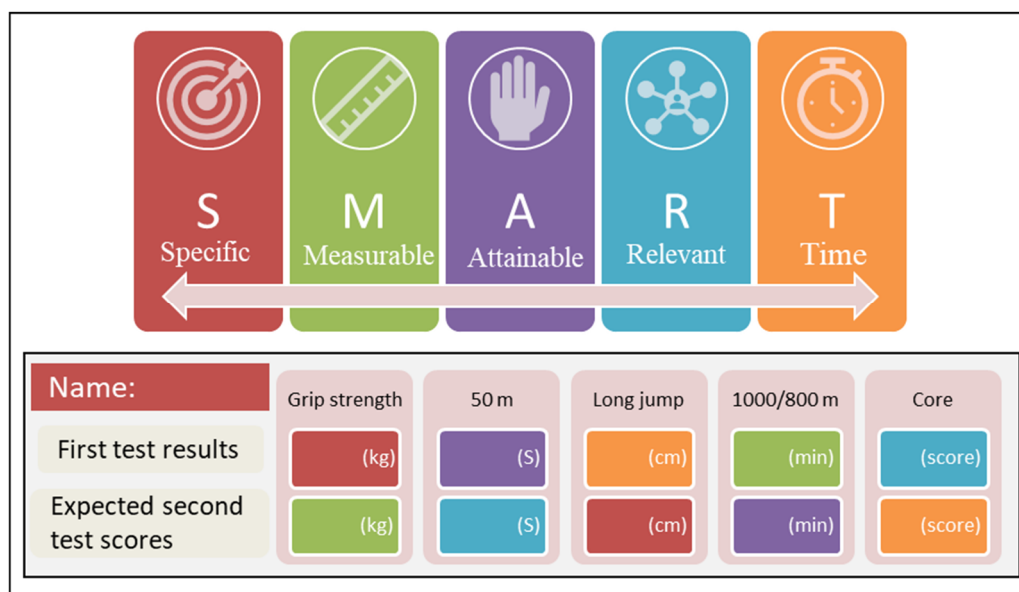 S M A R T
Specific Measurable Attainable Relevant Time
Name:
Grip strength 50 m Long jump 1000/800 m Core
First test results (kg) (S) (cm) (min) (score)
Expected second
test scores (kg) (S) (cm) (min) (score)